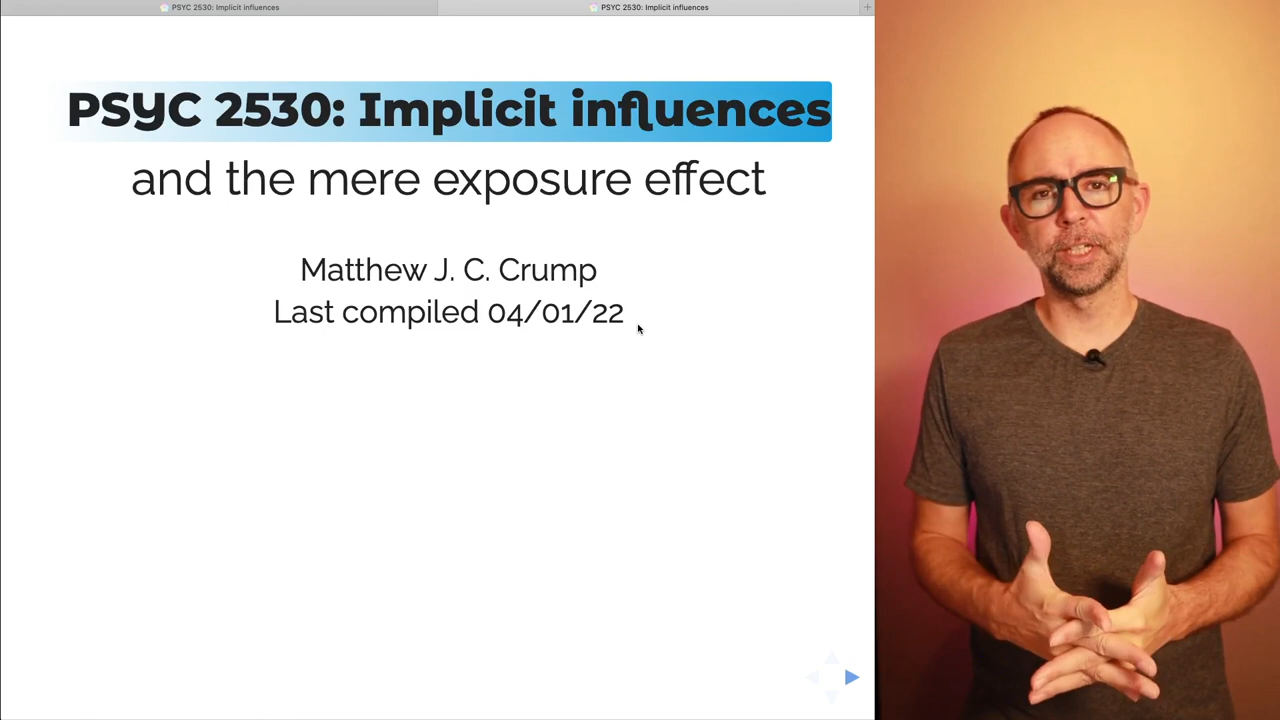 PSYC 2530: Implicit influences
PSYC 2530: Implicit influences
+
PSYC 2530: Implicit influences
and the mere exposure effect
Matthew J. C. Crump
Last compiled 04/01/22